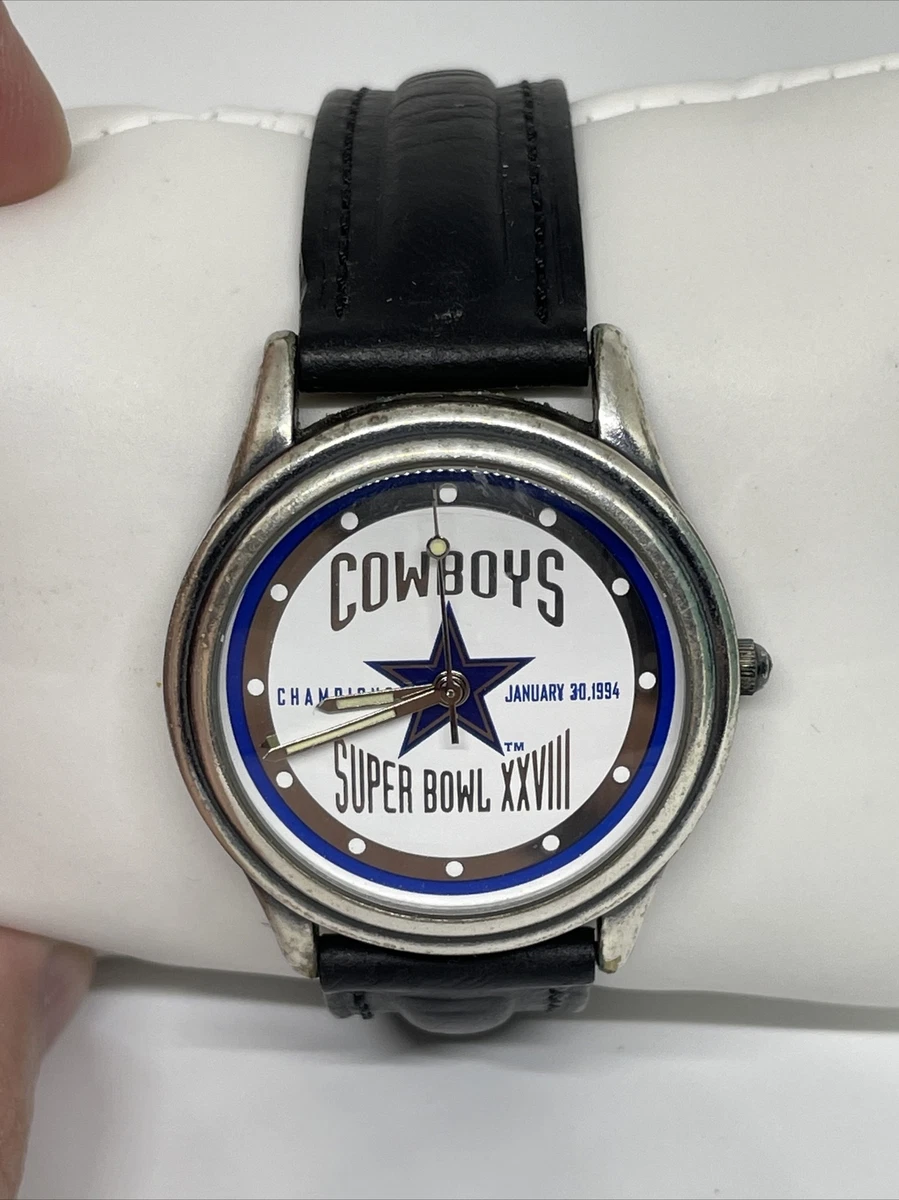 COWBOYS
CHAMPIONS JANUARY 30,1994
TM
SUPER BOWL XXVIII